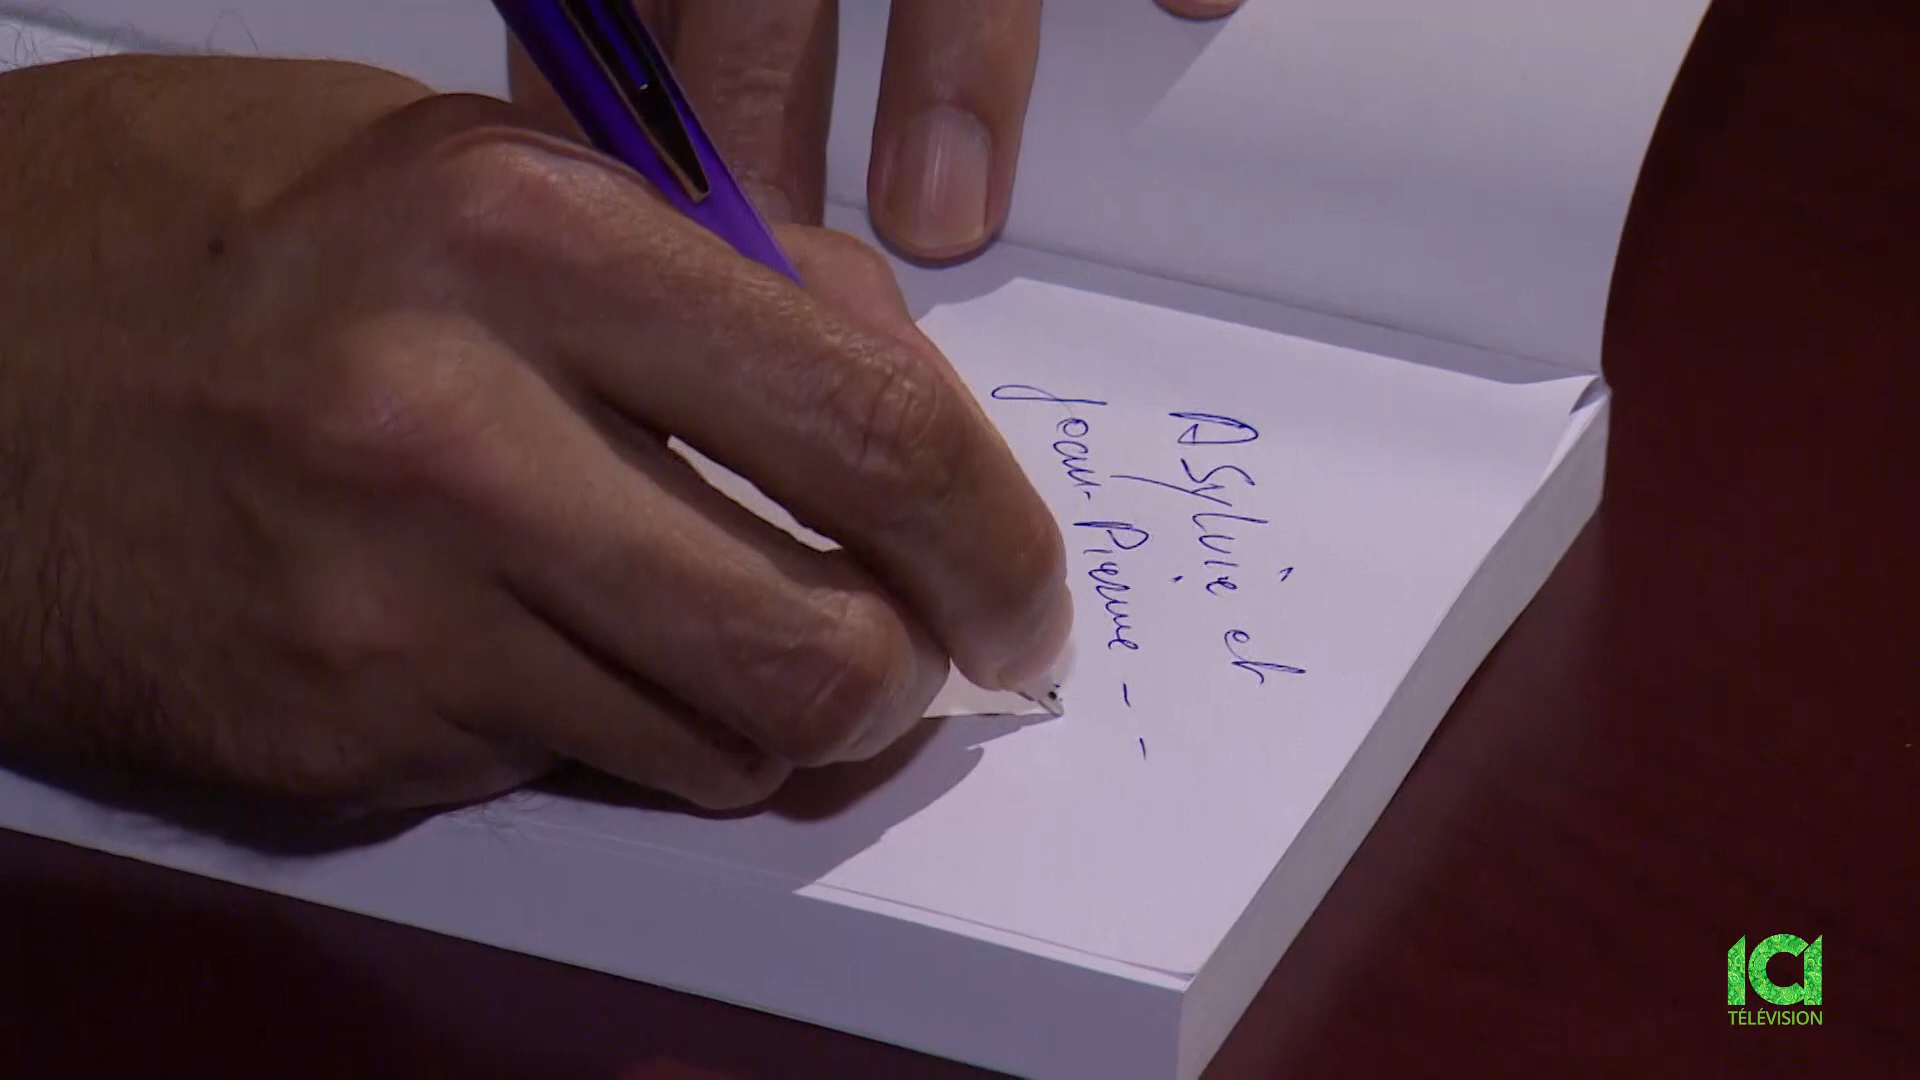 A Sylvie et
Jean-Pierre - -
ICI
TÉLÉVISION